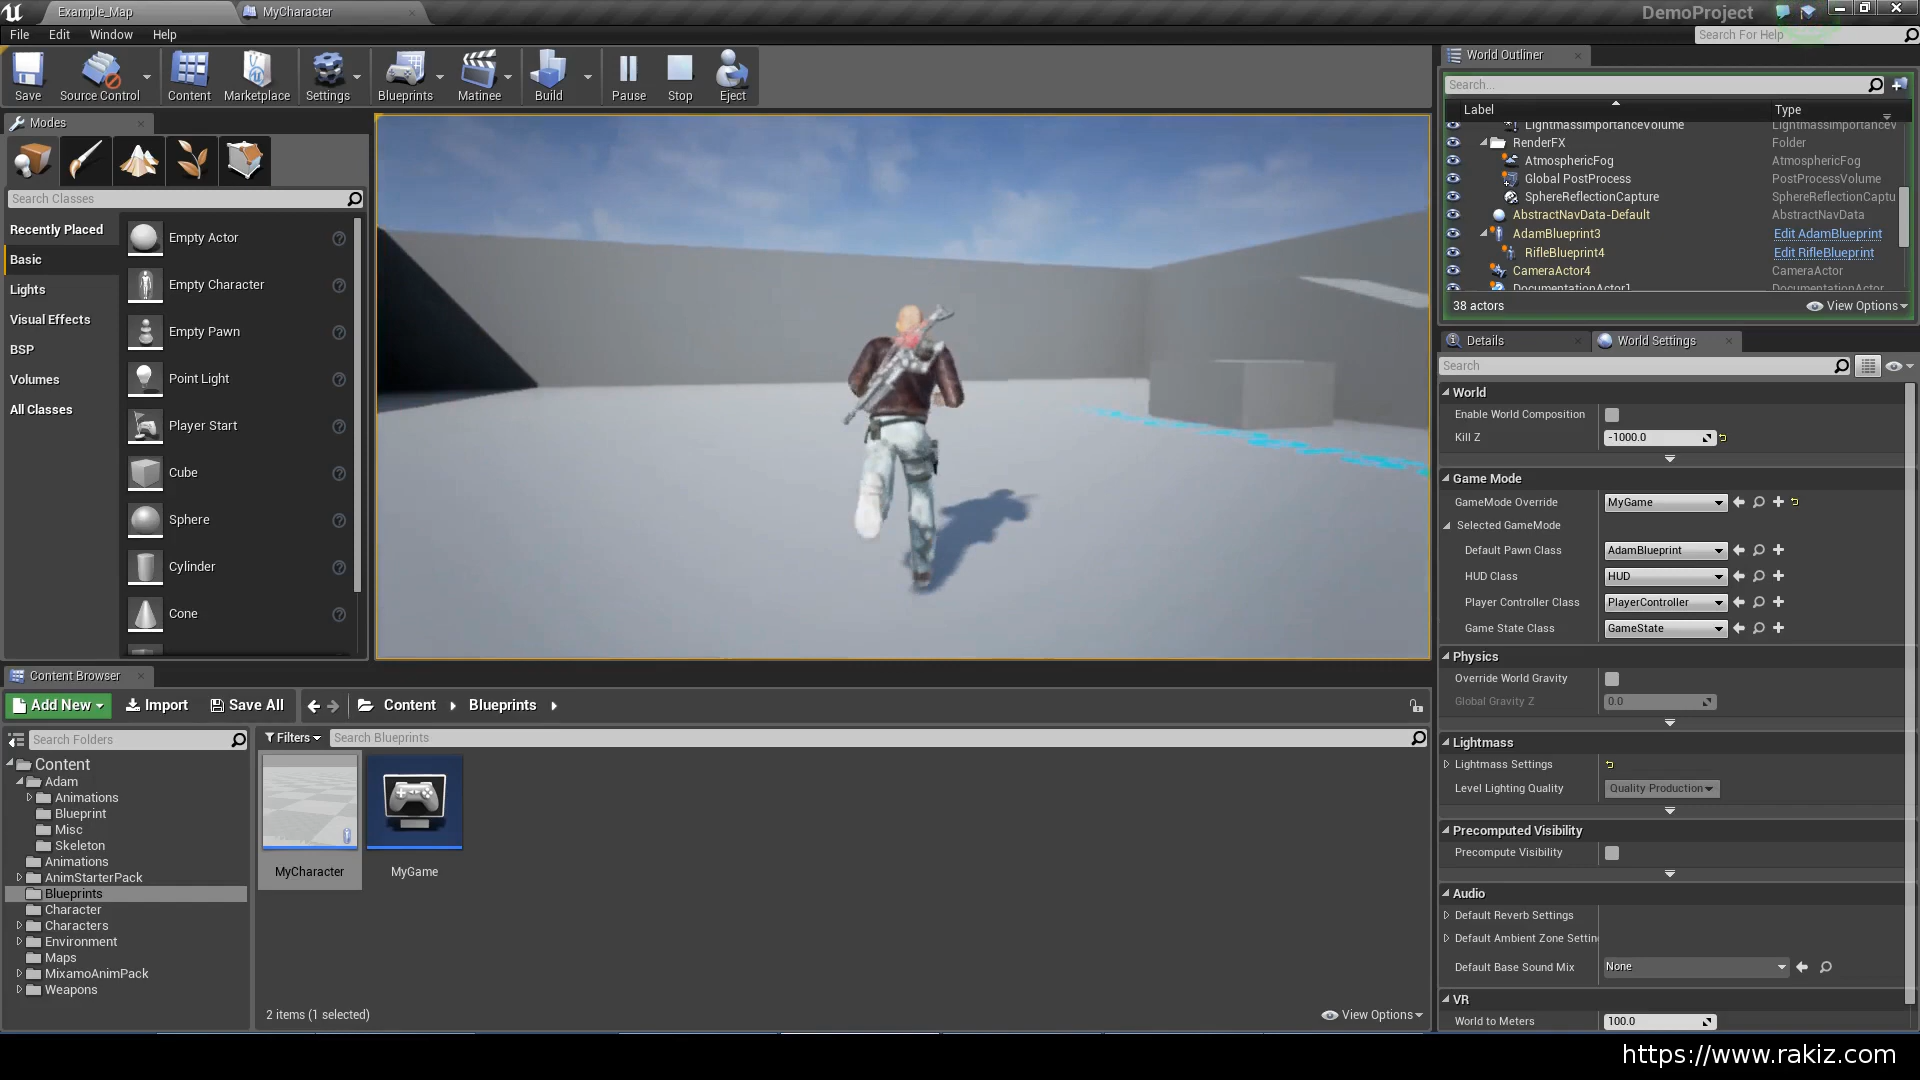 Example_Map
MyCharacter
DemoProject
File Edit Window Help
Search For Help
Save
Source Control
Content
Marketplace
Settings
Blueprints
Matinee
Build
Pause
Stop
Eject
Modes
Search Classes
Recently Placed
Basic
Lights
Visual Effects
BSP
Volumes
All Classes
Empty Actor
Empty Character
Empty Pawn
Point Light
Player Start
Cube
Sphere
Cylinder
Cone
World Outliner
Search...
Label Type
LightmassImportanceVolume LightmassImportanceV
RenderFX Folder
AtmosphericFog AtmosphericFog
Global PostProcess PostProcessVolume
SphereReflectionCapture SphereReflectionCaptu
AbstractNavData-Default AbstractNavData
AdamBlueprint3 Edit AdamBlueprint
RifleBlueprint4 Edit RifleBlueprint
CameraActor4 CameraActor
DocumentationActor1 DocumentationActor
38 actors
View Options
Details
World Settings
Search
World
Enable World Composition
Kill Z -1000.0
Game Mode
GameMode Override MyGame
Selected GameMode
Default Pawn Class AdamBlueprint
HUD Class HUD
Player Controller Class PlayerController
Game State Class GameState
Physics
Override World Gravity
Global Gravity Z 0.0
Lightmass
Lightmass Settings
Level Lighting Quality Quality Production
Precomputed Visibility
Precompute Visibility
Audio
Default Reverb Settings
Default Ambient Zone Settin
Default Base Sound Mix None
VR
World to Meters 100.0
Content Browser
Add New
Import
Save All
Content
Blueprints
Search Folders
Filters
Search Blueprints
Content
Adam
Animations
Blueprint
Misc
Skeleton
Animations
AnimStarterPack
Blueprints
Character
Characters
Environment
Maps
MixamoAnimPack
Weapons
MyCharacter
MyGame
2 items (1 selected)
View Options
https://www.rakiz.com